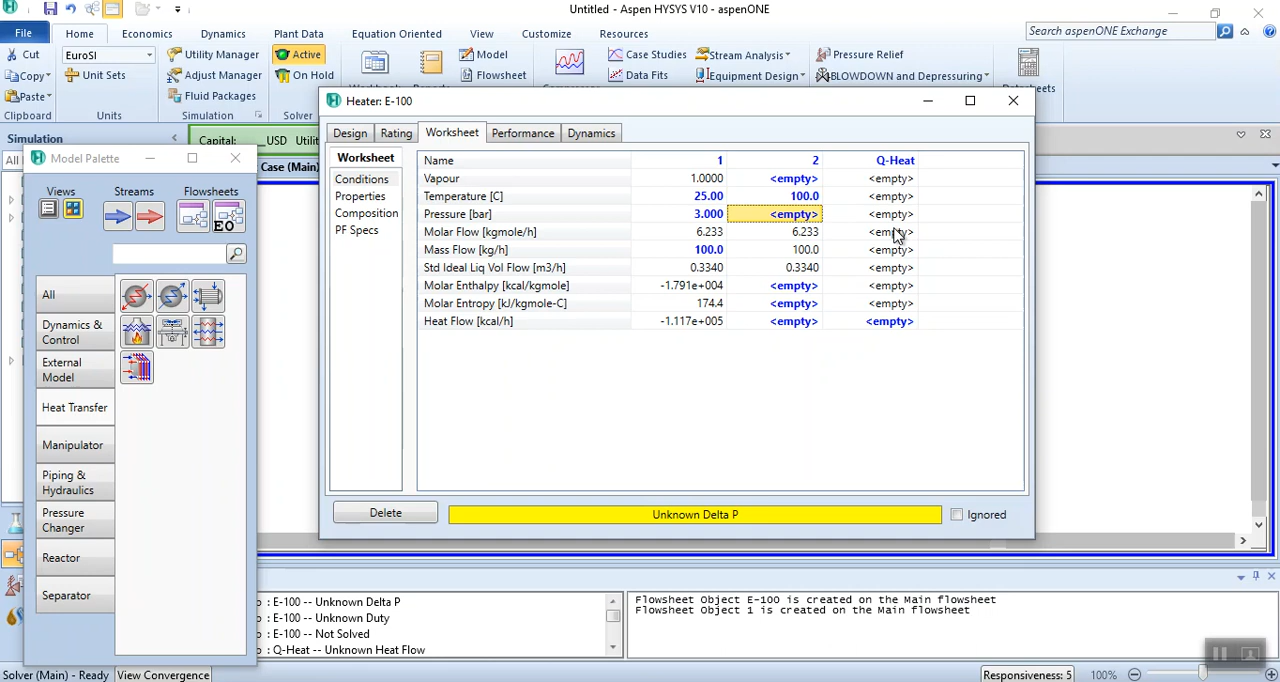 Untitled - Aspen HYSYS V10 - aspenONE
File Home Economics Dynamics Plant Data Equation Oriented View Customize Resources Search aspenONE Exchange
Cut EuroSI Utility Manager Active Model Case Studies Stream Analysis Pressure Relief
Copy Unit Sets Adjust Manager On Hold Flowsheet Data Fits Equipment Design BLOWDOWN and Depressuring
Paste Fluid Packages
Clipboard Units Simulation Solver
Simulation Capital: USD Utilit
Heater: E-100
Design Rating Worksheet Performance Dynamics
Model Palette
Case (Main)
Views Streams Flowsheets
EO
All
Dynamics & Control
External Model
Heat Transfer
Manipulator
Piping & Hydraulics
Pressure Changer
Reactor
Separator
Worksheet
Conditions
Properties
Composition
PF Specs
Name 1 2 Q-Heat
Vapour 1.0000 <empty> <empty>
Temperature [C] 25.00 100.0 <empty>
Pressure [bar] 3.000 <empty> <empty>
Molar Flow [kgmole/h] 6.233 6.233 <empty>
Mass Flow [kg/h] 100.0 100.0 <empty>
Std Ideal Liq Vol Flow [m3/h] 0.3340 0.3340 <empty>
Molar Enthalpy [kcal/kgmole] -1.791e+004 <empty> <empty>
Molar Entropy [kJ/kgmole-C] 174.4 <empty> <empty>
Heat Flow [kcal/h] -1.117e+005 <empty> <empty>
Delete Unknown Delta P Ignored
: E-100 -- Unknown Delta P
: E-100 -- Unknown Duty
: E-100 -- Not Solved
: Q-Heat -- Unknown Heat Flow
Flowsheet Object E-100 is created on the Main flowsheet
Flowsheet Object 1 is created on the Main flowsheet
Solver (Main) - Ready View Convergence Responsiveness: 5 100%